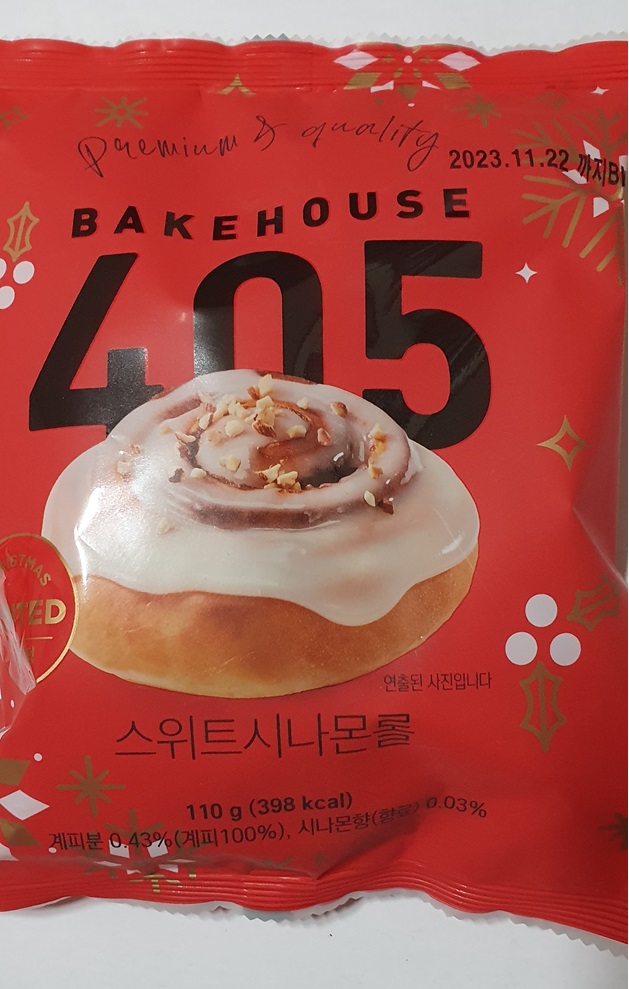 Premium & quality
2023.11.22 까지
BAKEHOUSE
405
연출된 사진입니다
스위트시나몬롤
110 g (398 kcal)
계피분 0.43%(계피100%), 시나몬향(향료) 0.03%